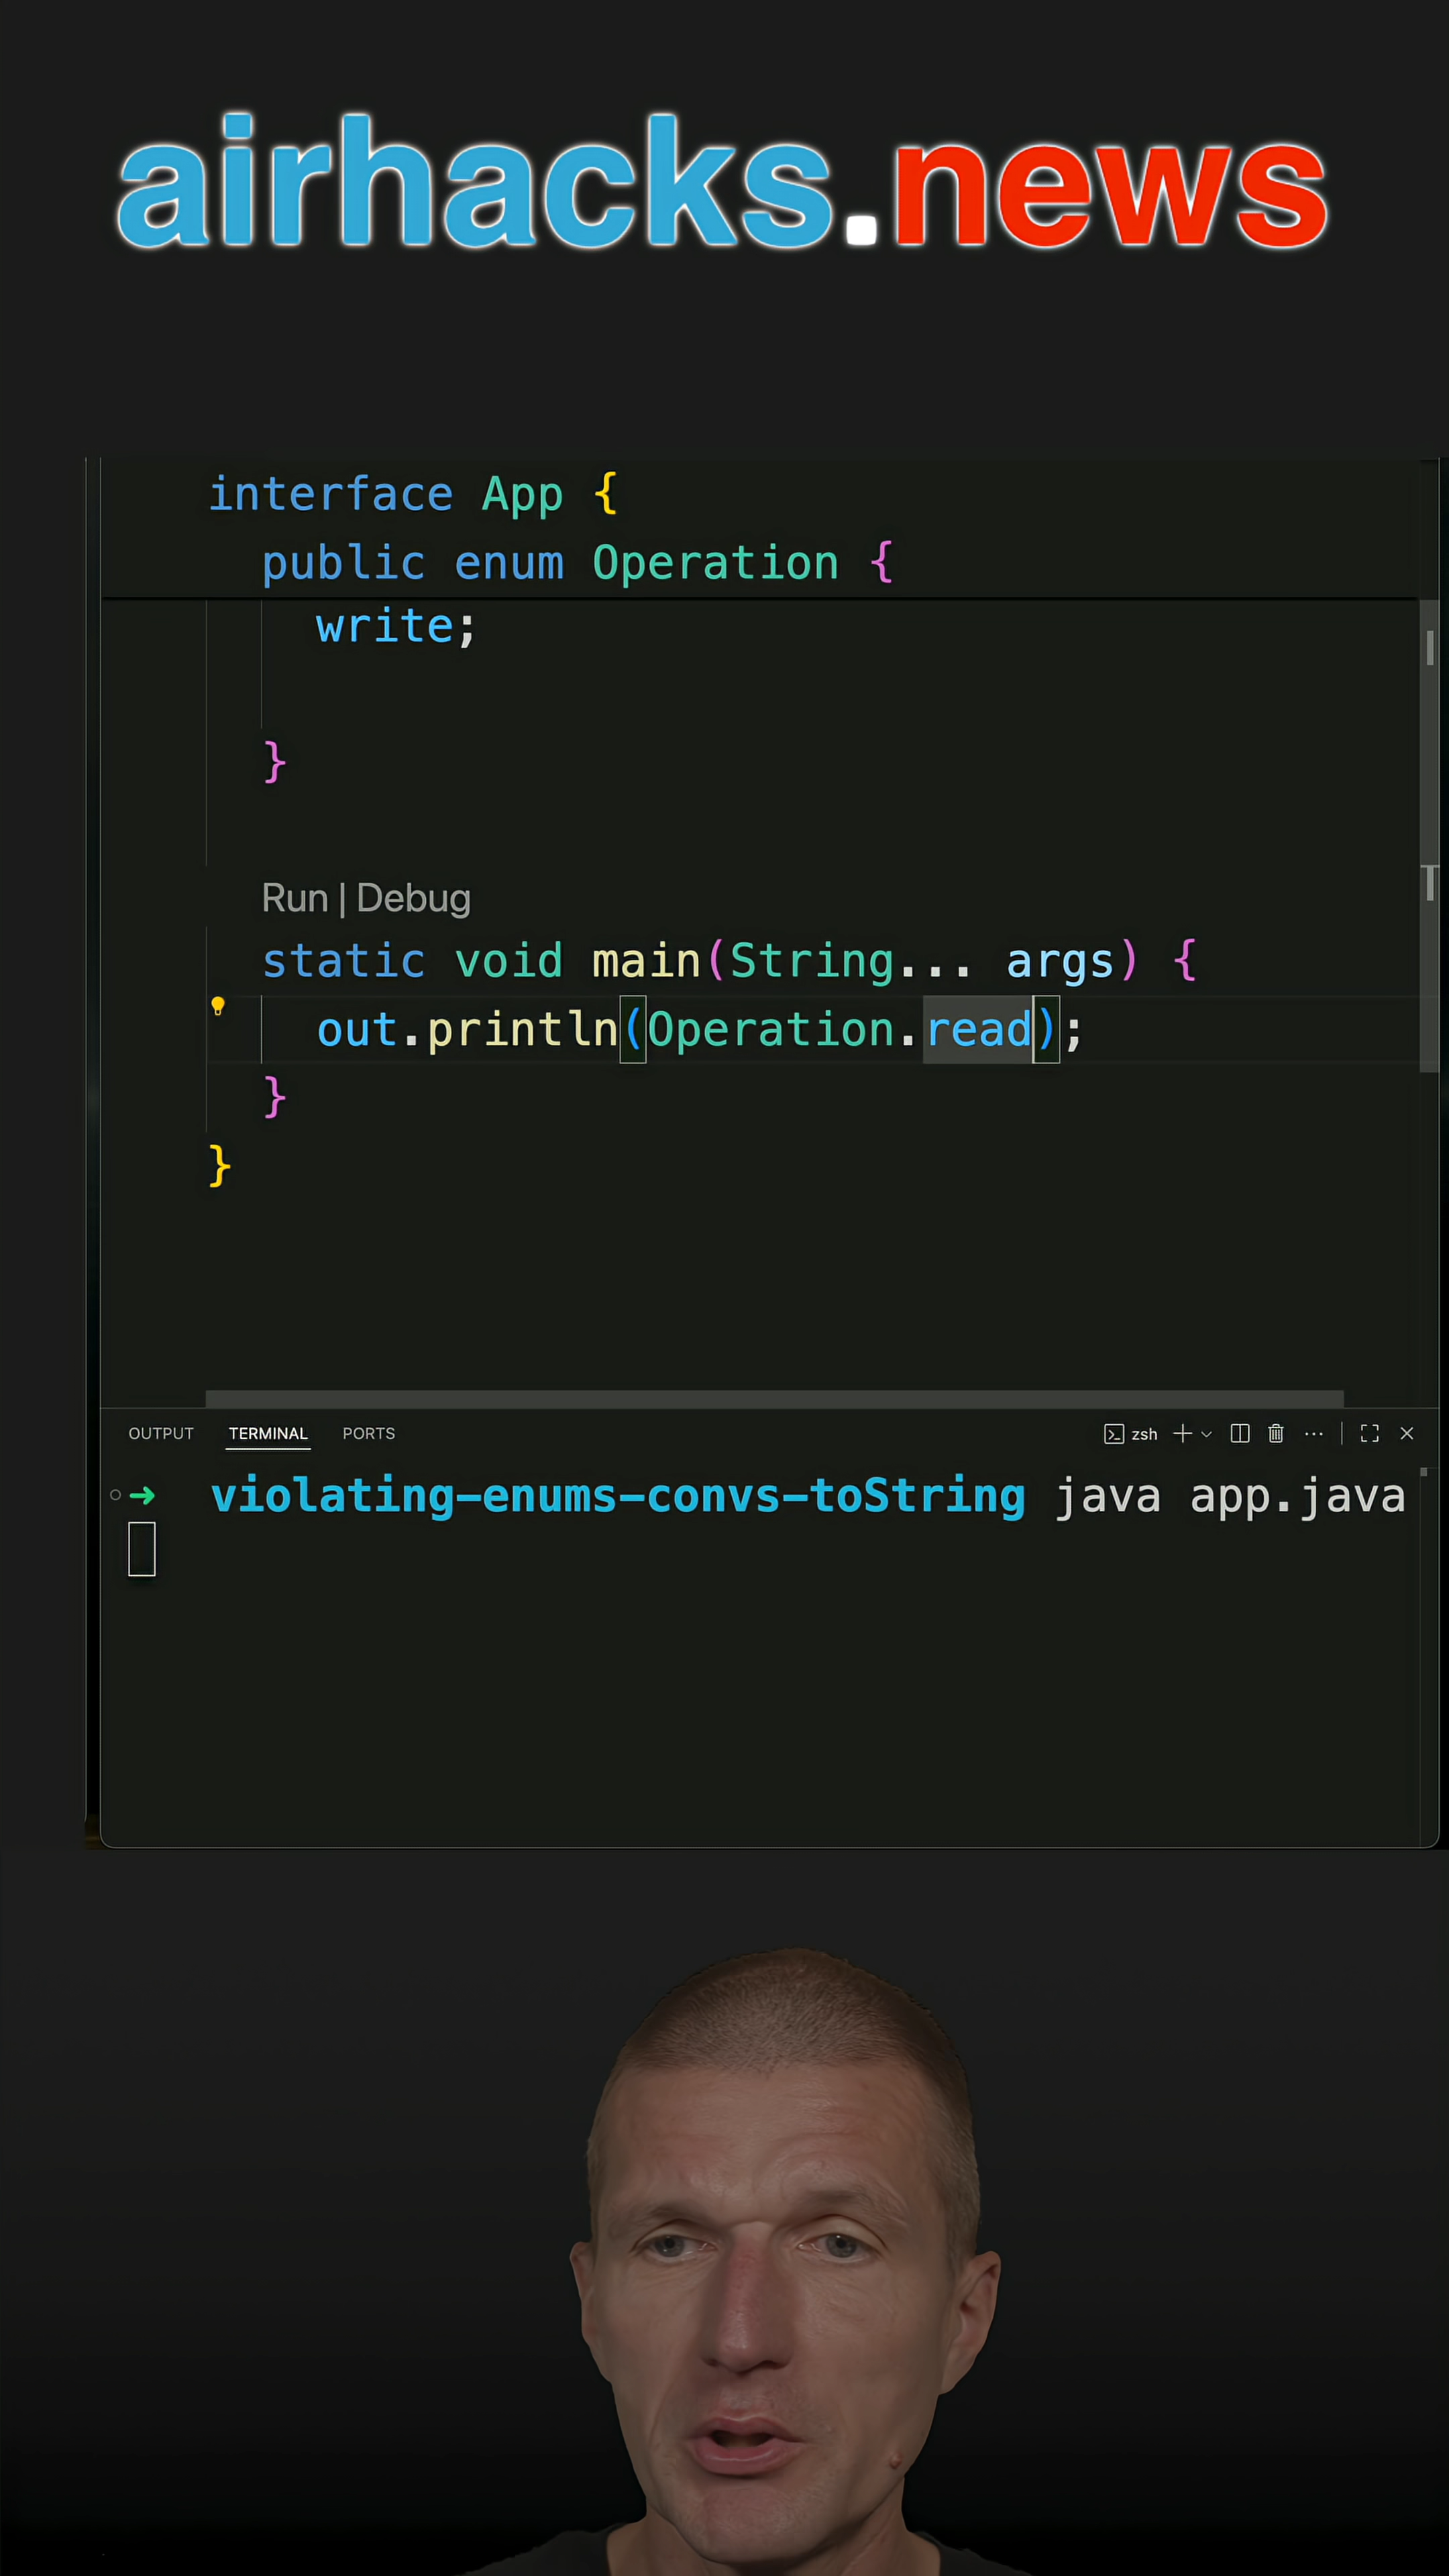 airhacks.news
interface App {
public enum Operation {
write;
}
Run | Debug
static void main(String... args) {
out.println(Operation.read);
}
}
OUTPUT TERMINAL PORTS zsh
violating-enums-convs-toString java app.java